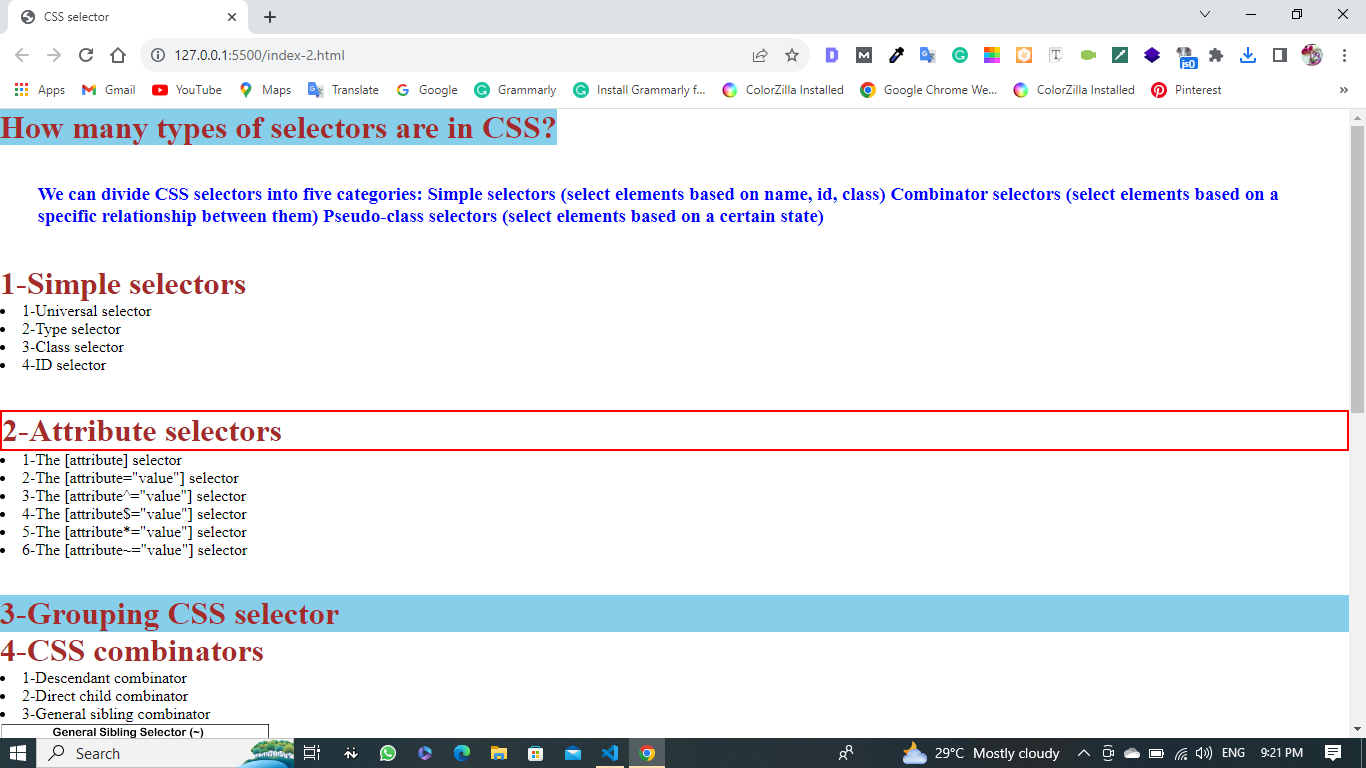 CSS selector
127.0.0.1:5500/index-2.html
js0
Apps Gmail YouTube Maps Translate Google Grammarly Install Grammarly f... ColorZilla Installed Google Chrome We... ColorZilla Installed Pinterest »
How many types of selectors are in CSS?
We can divide CSS selectors into five categories: Simple selectors (select elements based on name, id, class) Combinator selectors (select elements based on a
specific relationship between them) Pseudo-class selectors (select elements based on a certain state)
1-Simple selectors
• 1-Universal selector
• 2-Type selector
• 3-Class selector
• 4-ID selector
2-Attribute selectors
• 1-The [attribute] selector
• 2-The [attribute="value"] selector
• 3-The [attribute^="value"] selector
• 4-The [attribute$="value"] selector
• 5-The [attribute*="value"] selector
• 6-The [attribute~="value"] selector
3-Grouping CSS selector
4-CSS combinators
• 1-Descendant combinator
• 2-Direct child combinator
• 3-General sibling combinator
General Sibling Selector (~)
Search 29°C Mostly cloudy ENG 9:21 PM